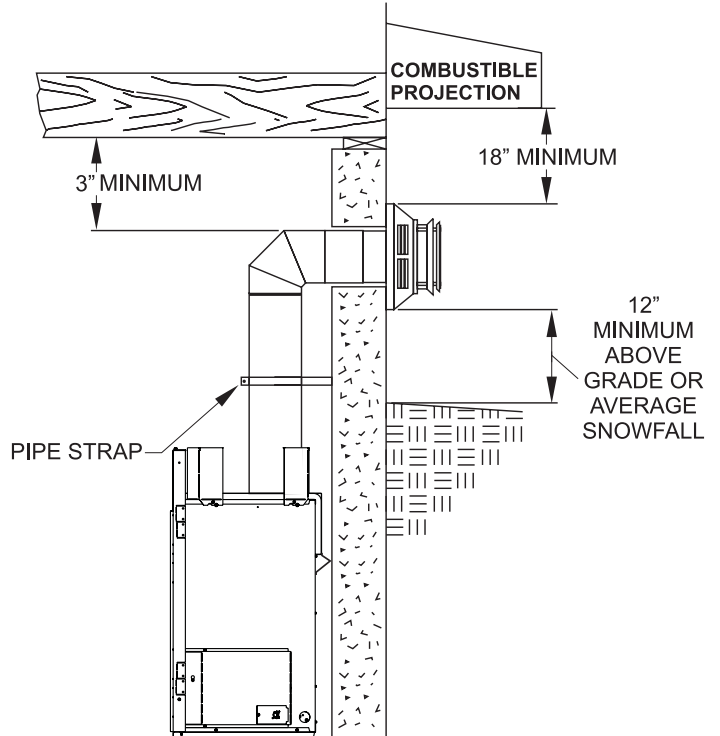 COMBUSTIBLE
PROJECTION
3” MINIMUM
18” MINIMUM
12”
MINIMUM
ABOVE
GRADE OR
AVERAGE
SNOWFALL
PIPE STRAP